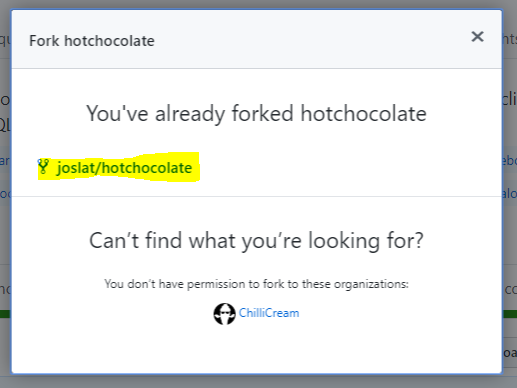 Fork hotchocolate
You've already forked hotchocolate
joslat/hotchocolate
Can't find what you're looking for?
You don't have permission to fork to these organizations:
ChilliCream